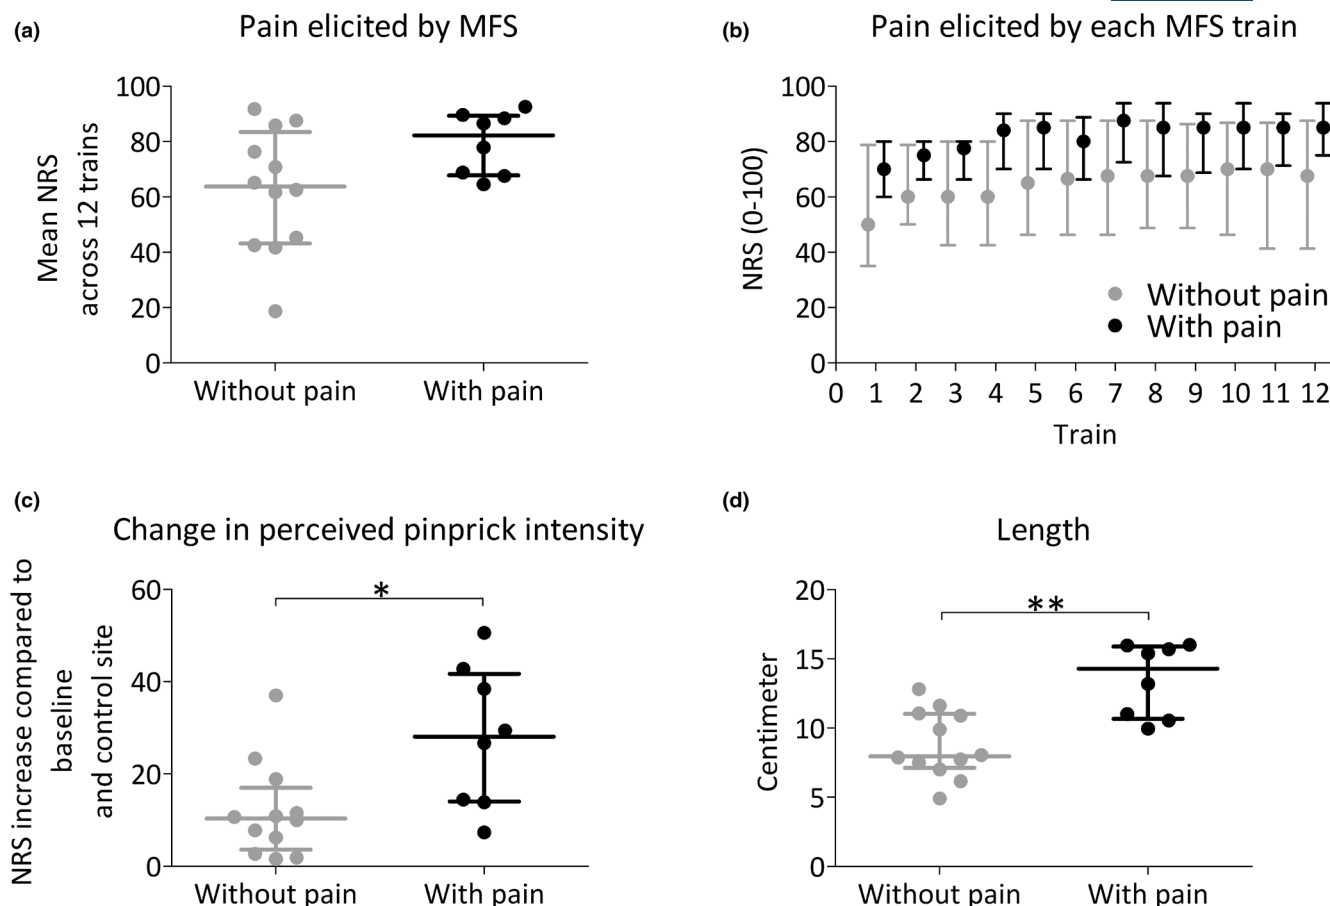 (a)
Pain elicited by MFS
Mean NRS
across 12 trains
100
80
60
40
20
0
Without pain
With pain
(b)
Pain elicited by each MFS train
NRS (0-100)
100
80
60
40
20
0
Without pain
With pain
0 1 2 3 4 5 6 7 8 9 10 11 12
Train
(c)
Change in perceived pinprick intensity
NRS increase compared to
baseline
and control site
60
40
20
0
*
Without pain
With pain
(d)
Length
Centimeter
20
15
10
5
0
**
Without pain
With pain